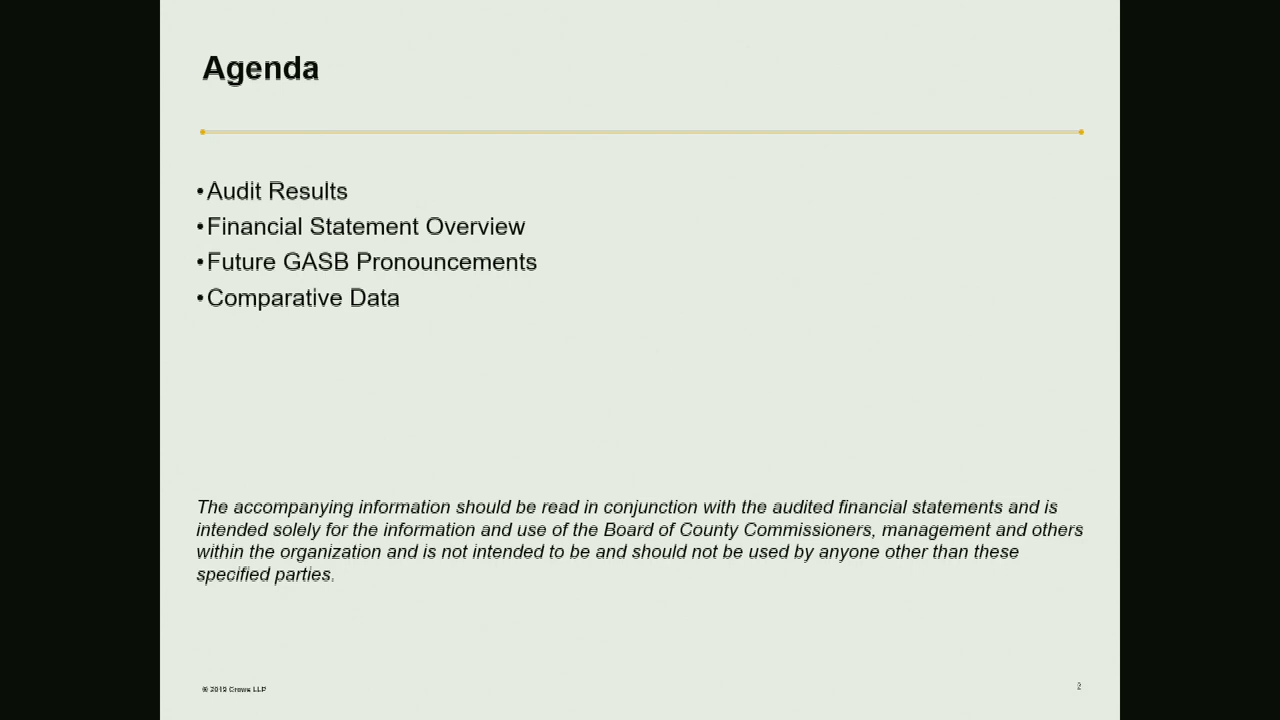 Agenda
•Audit Results
•Financial Statement Overview
•Future GASB Pronouncements
•Comparative Data
The accompanying information should be read in conjunction with the audited financial statements and is
intended solely for the information and use of the Board of County Commissioners, management and others
within the organization and is not intended to be and should not be used by anyone other than these
specified parties.
© 2019 Crowe LLP
2